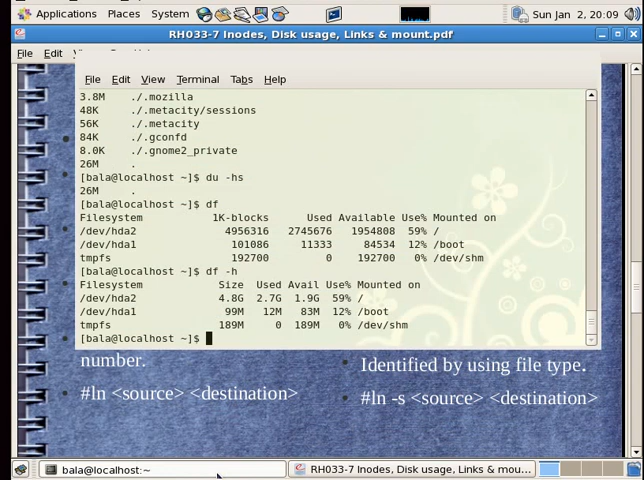 Applications Places System Sun Jan 2, 20:09
RH033-7 Inodes, Disk usage, Links & mount.pdf
File Edit
File Edit View Terminal Tabs Help
3.8M ./.mozilla
48K ./.metacity/sessions
56K ./.metacity
84K ./.gconfd
8.0K ./.gnome2_private
26M .
[bala@localhost ~]$ du -hs
26M .
[bala@localhost ~]$ df
Filesystem 1K-blocks Used Available Use% Mounted on
/dev/hda2 4956316 2745676 1954808 59% /
/dev/hda1 101086 11333 84534 12% /boot
tmpfs 192700 0 192700 0% /dev/shm
[bala@localhost ~]$ df -h
Filesystem Size Used Avail Use% Mounted on
/dev/hda2 4.8G 2.7G 1.9G 59% /
/dev/hda1 99M 12M 83M 12% /boot
tmpfs 189M 0 189M 0% /dev/shm
[bala@localhost ~]$
number.
#ln <source> <destination>
Identified by using file type.
#ln -s <source> <destination>
bala@localhost:~ RH033-7 Inodes, Disk usage, Links & mou...